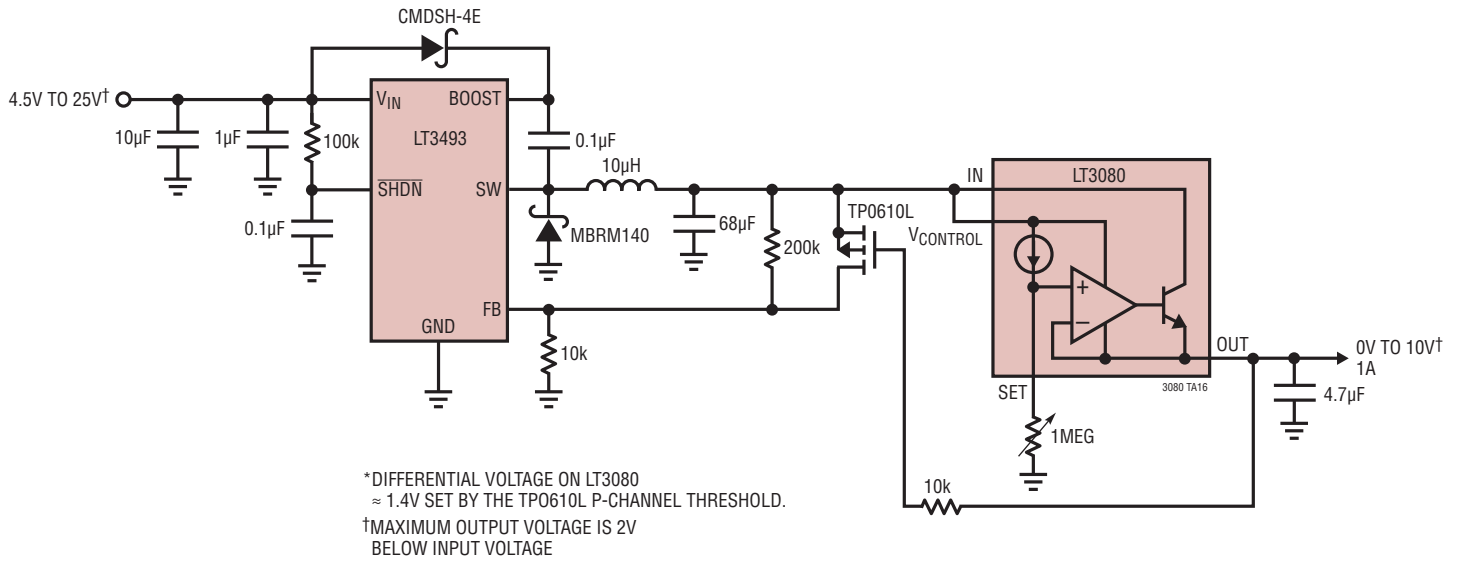 CMDSH-4E
4.5V TO 25V†
VIN
BOOST
LT3493
10µF
1µF
100k
0.1µF
10µH
SHDN
SW
0.1µF
MBRM140
68µF
200k
TP0610L
IN
LT3080
VCONTROL
+
−
FB
GND
10k
OUT
0V TO 10V†
1A
3080 TA16
SET
4.7µF
1MEG
10k
*DIFFERENTIAL VOLTAGE ON LT3080
≈ 1.4V SET BY THE TP0610L P-CHANNEL THRESHOLD.
†MAXIMUM OUTPUT VOLTAGE IS 2V
BELOW INPUT VOLTAGE